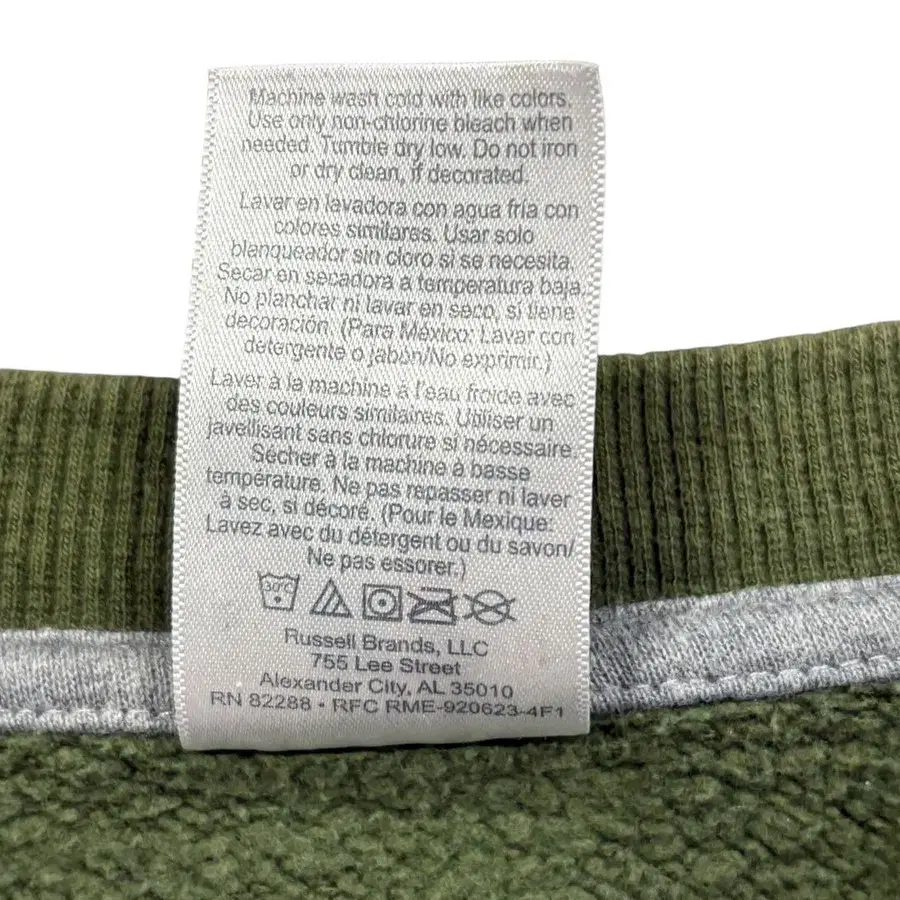 Machine wash cold with like colors.
Use only non-chlorine bleach when
needed. Tumble dry low. Do not iron
or dry clean, if decorated.
Lavar en lavadora con agua fría con
colores similares. Usar solo
blanqueador sin cloro si se necesita.
Secar en secadora a temperatura baja.
No planchar ni lavar en seco, si tiene
decoración. (Para México: Lavar con
detergente o jabón/No exprimir.)
Laver à la machine à l'eau froide avec
des couleurs similaires. Utiliser un
javellisant sans chlorure si nécessaire.
Sécher à la machine à basse
température. Ne pas repasser ni laver
à sec, si décoré. (Pour le Mexique:
Lavez avec du détergent ou du savon/
Ne pas essorer.)
30°
Russell Brands, LLC
755 Lee Street
Alexander City, AL 35010
RN 82288 • RFC RME-920623-4F1